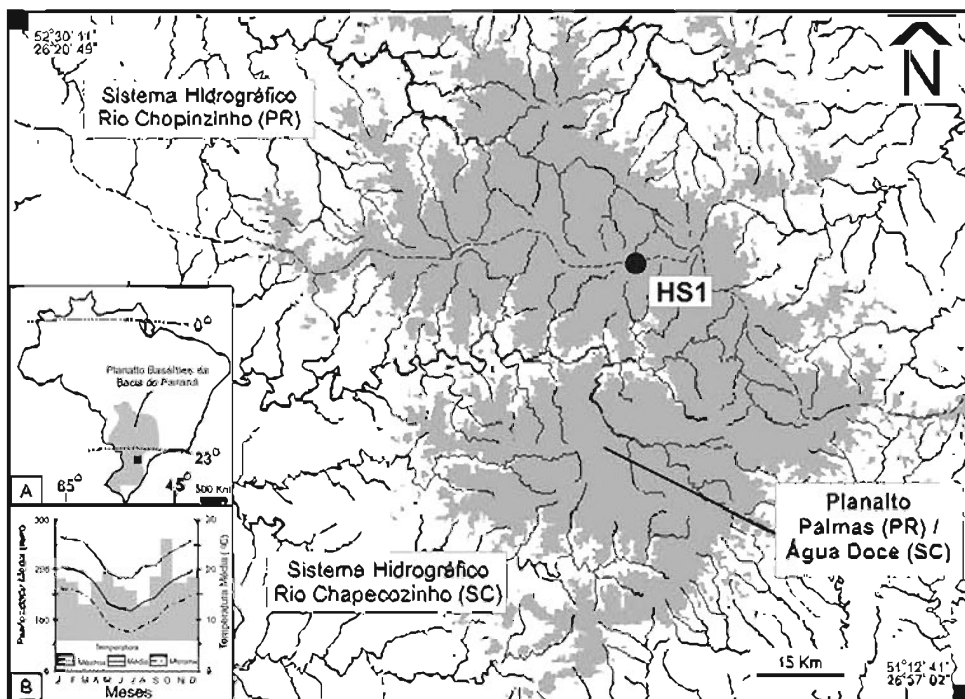 52°30'11"
26°20'49"
N
Sistema Hidrográfico
Rio Chopinzinho (PR)
HS1
0°
Planalto Basáltico da
Bacia do Paraná
23°
A
65°
45°
500 Km
Planalto
Palmas (PR) /
Água Doce (SC)
Sistema Hidrográfico
Rio Chapecozinho (SC)
300
30
20
100
10
0
Temperatura Média (°C)
Temperatura
Máxima
Média
Mínima
J F M A M J J A S O N D
Meses
B
15 Km
51°12'41"
26°57'02"